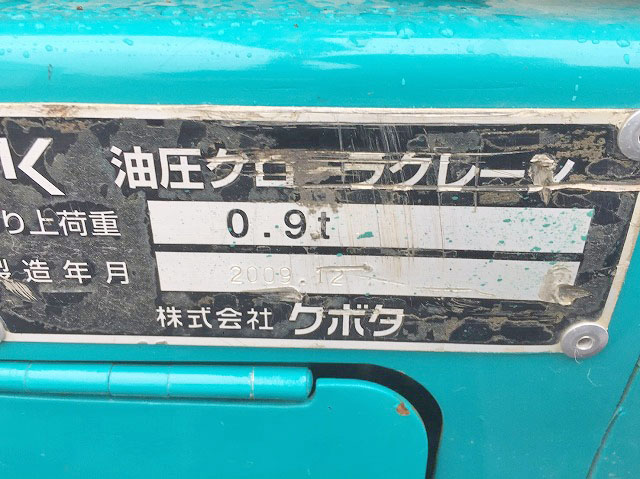 K 油圧クローラクレーン
り上荷重 0.9t
製造年月 2009.12
株式会社 クボタ